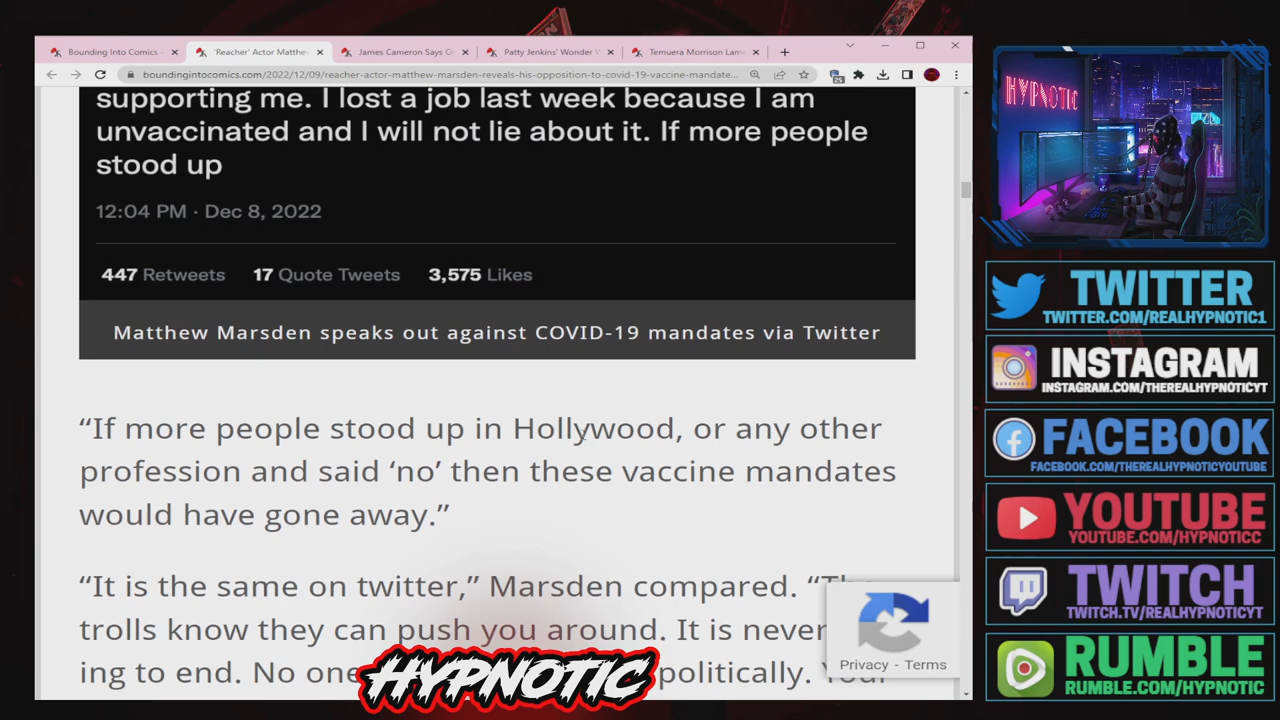 Bounding Into Comics
'Reacher' Actor Matthew
James Cameron Says O
Patty Jenkins' Wonder W
Temuera Morrison Lam
boundingintocomics.com/2022/12/09/reacher-actor-matthew-marsden-reveals-his-opposition-to-covid-19-vaccine-mandate...
supporting me. I lost a job last week because I am
unvaccinated and I will not lie about it. If more people
stood up
12:04 PM · Dec 8, 2022
447 Retweets 17 Quote Tweets 3,575 Likes
Matthew Marsden speaks out against COVID-19 mandates via Twitter
“If more people stood up in Hollywood, or any other
profession and said ‘no’ then these vaccine mandates
would have gone away.”
“It is the same on twitter,” Marsden compared. “The
trolls know they can push you around. It is never
ing to end. No one politically. Your
Privacy - Terms
HYPNOTIC
HYPNOTIC
TWITTER
TWITTER.COM/REALHYPNOTIC1
INSTAGRAM
INSTAGRAM.COM/THEREALHYPNOTICYT
FACEBOOK
FACEBOOK.COM/THEREALHYPNOTICYOUTUBE
YOUTUBE
YOUTUBE.COM/HYPNOTICC
TWITCH
TWITCH.TV/REALHYPNOTICYT
RUMBLE
RUMBLE.COM/HYPNOTIC